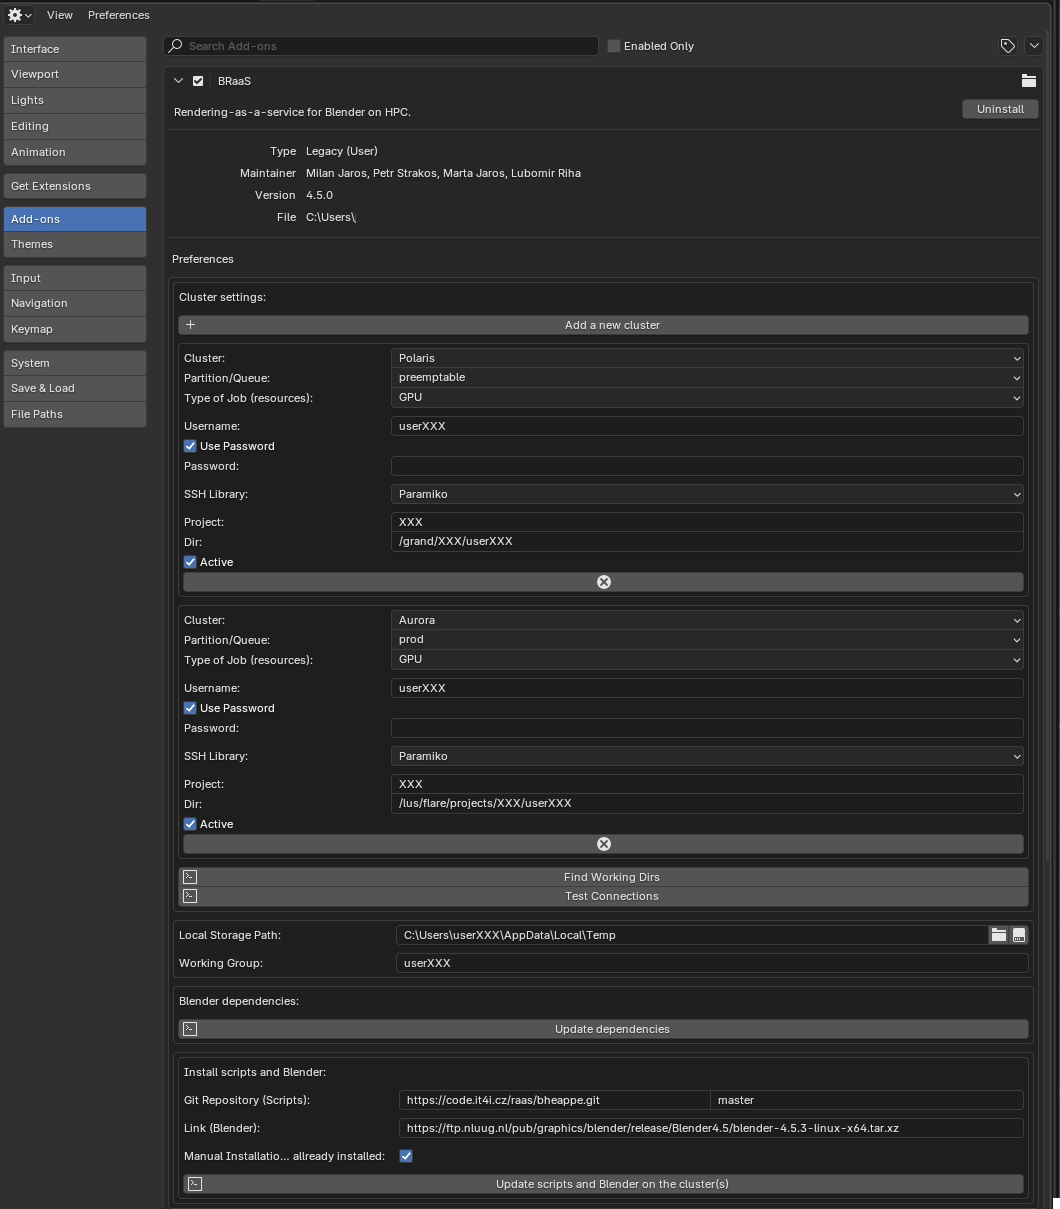 View Preferences
Interface
Viewport
Lights
Editing
Animation
Get Extensions
Add-ons
Themes
Input
Navigation
Keymap
System
Save & Load
File Paths
Search Add-ons Enabled Only
BRaaS
Rendering-as-a-service for Blender on HPC. Uninstall
Type Legacy (User)
Maintainer Milan Jaros, Petr Strakos, Marta Jaros, Lubomir Riha
Version 4.5.0
File C:\Users\
Preferences
Cluster settings:
Add a new cluster
Cluster: Polaris
Partition/Queue: preemptable
Type of Job (resources): GPU
Username: userXXX
Use Password
Password:
SSH Library: Paramiko
Project: XXX
Dir: /grand/XXX/userXXX
Active
Cluster: Aurora
Partition/Queue: prod
Type of Job (resources): GPU
Username: userXXX
Use Password
Password:
SSH Library: Paramiko
Project: XXX
Dir: /lus/flare/projects/XXX/userXXX
Active
Find Working Dirs
Test Connections
Local Storage Path: C:\Users\userXXX\AppData\Local\Temp
Working Group: userXXX
Blender dependencies:
Update dependencies
Install scripts and Blender:
Git Repository (Scripts): https://code.it4i.cz/raas/bheappe.git master
Link (Blender): https://ftp.nluug.nl/pub/graphics/blender/release/Blender4.5/blender-4.5.3-linux-x64.tar.xz
Manual Installatio... allready installed:
Update scripts and Blender on the cluster(s)